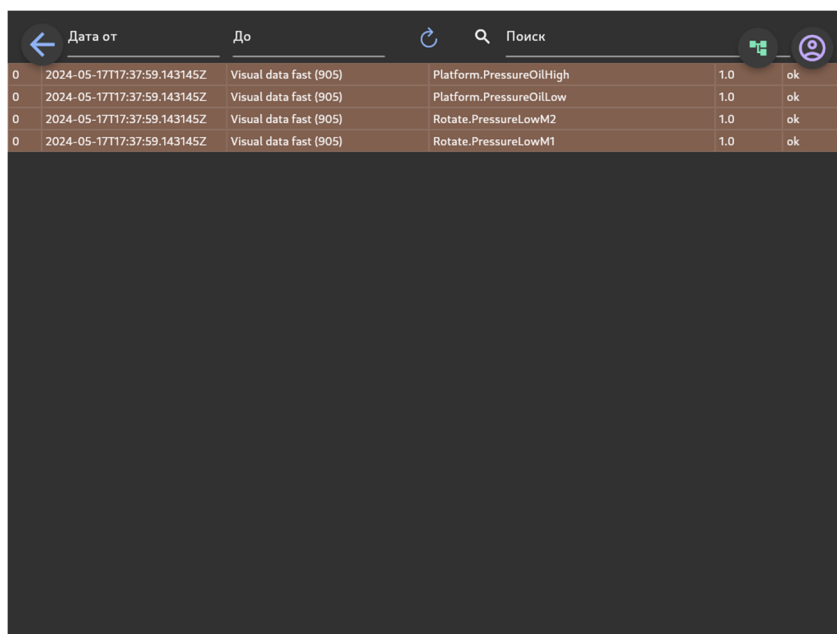 Дата от До Поиск
0 2024-05-17T17:37:59.143145Z Visual data fast (905) Platform.PressureOilHigh 1.0 ok
0 2024-05-17T17:37:59.143145Z Visual data fast (905) Platform.PressureOilLow 1.0 ok
0 2024-05-17T17:37:59.143145Z Visual data fast (905) Rotate.PressureLowM2 1.0 ok
0 2024-05-17T17:37:59.143145Z Visual data fast (905) Rotate.PressureLowM1 1.0 ok